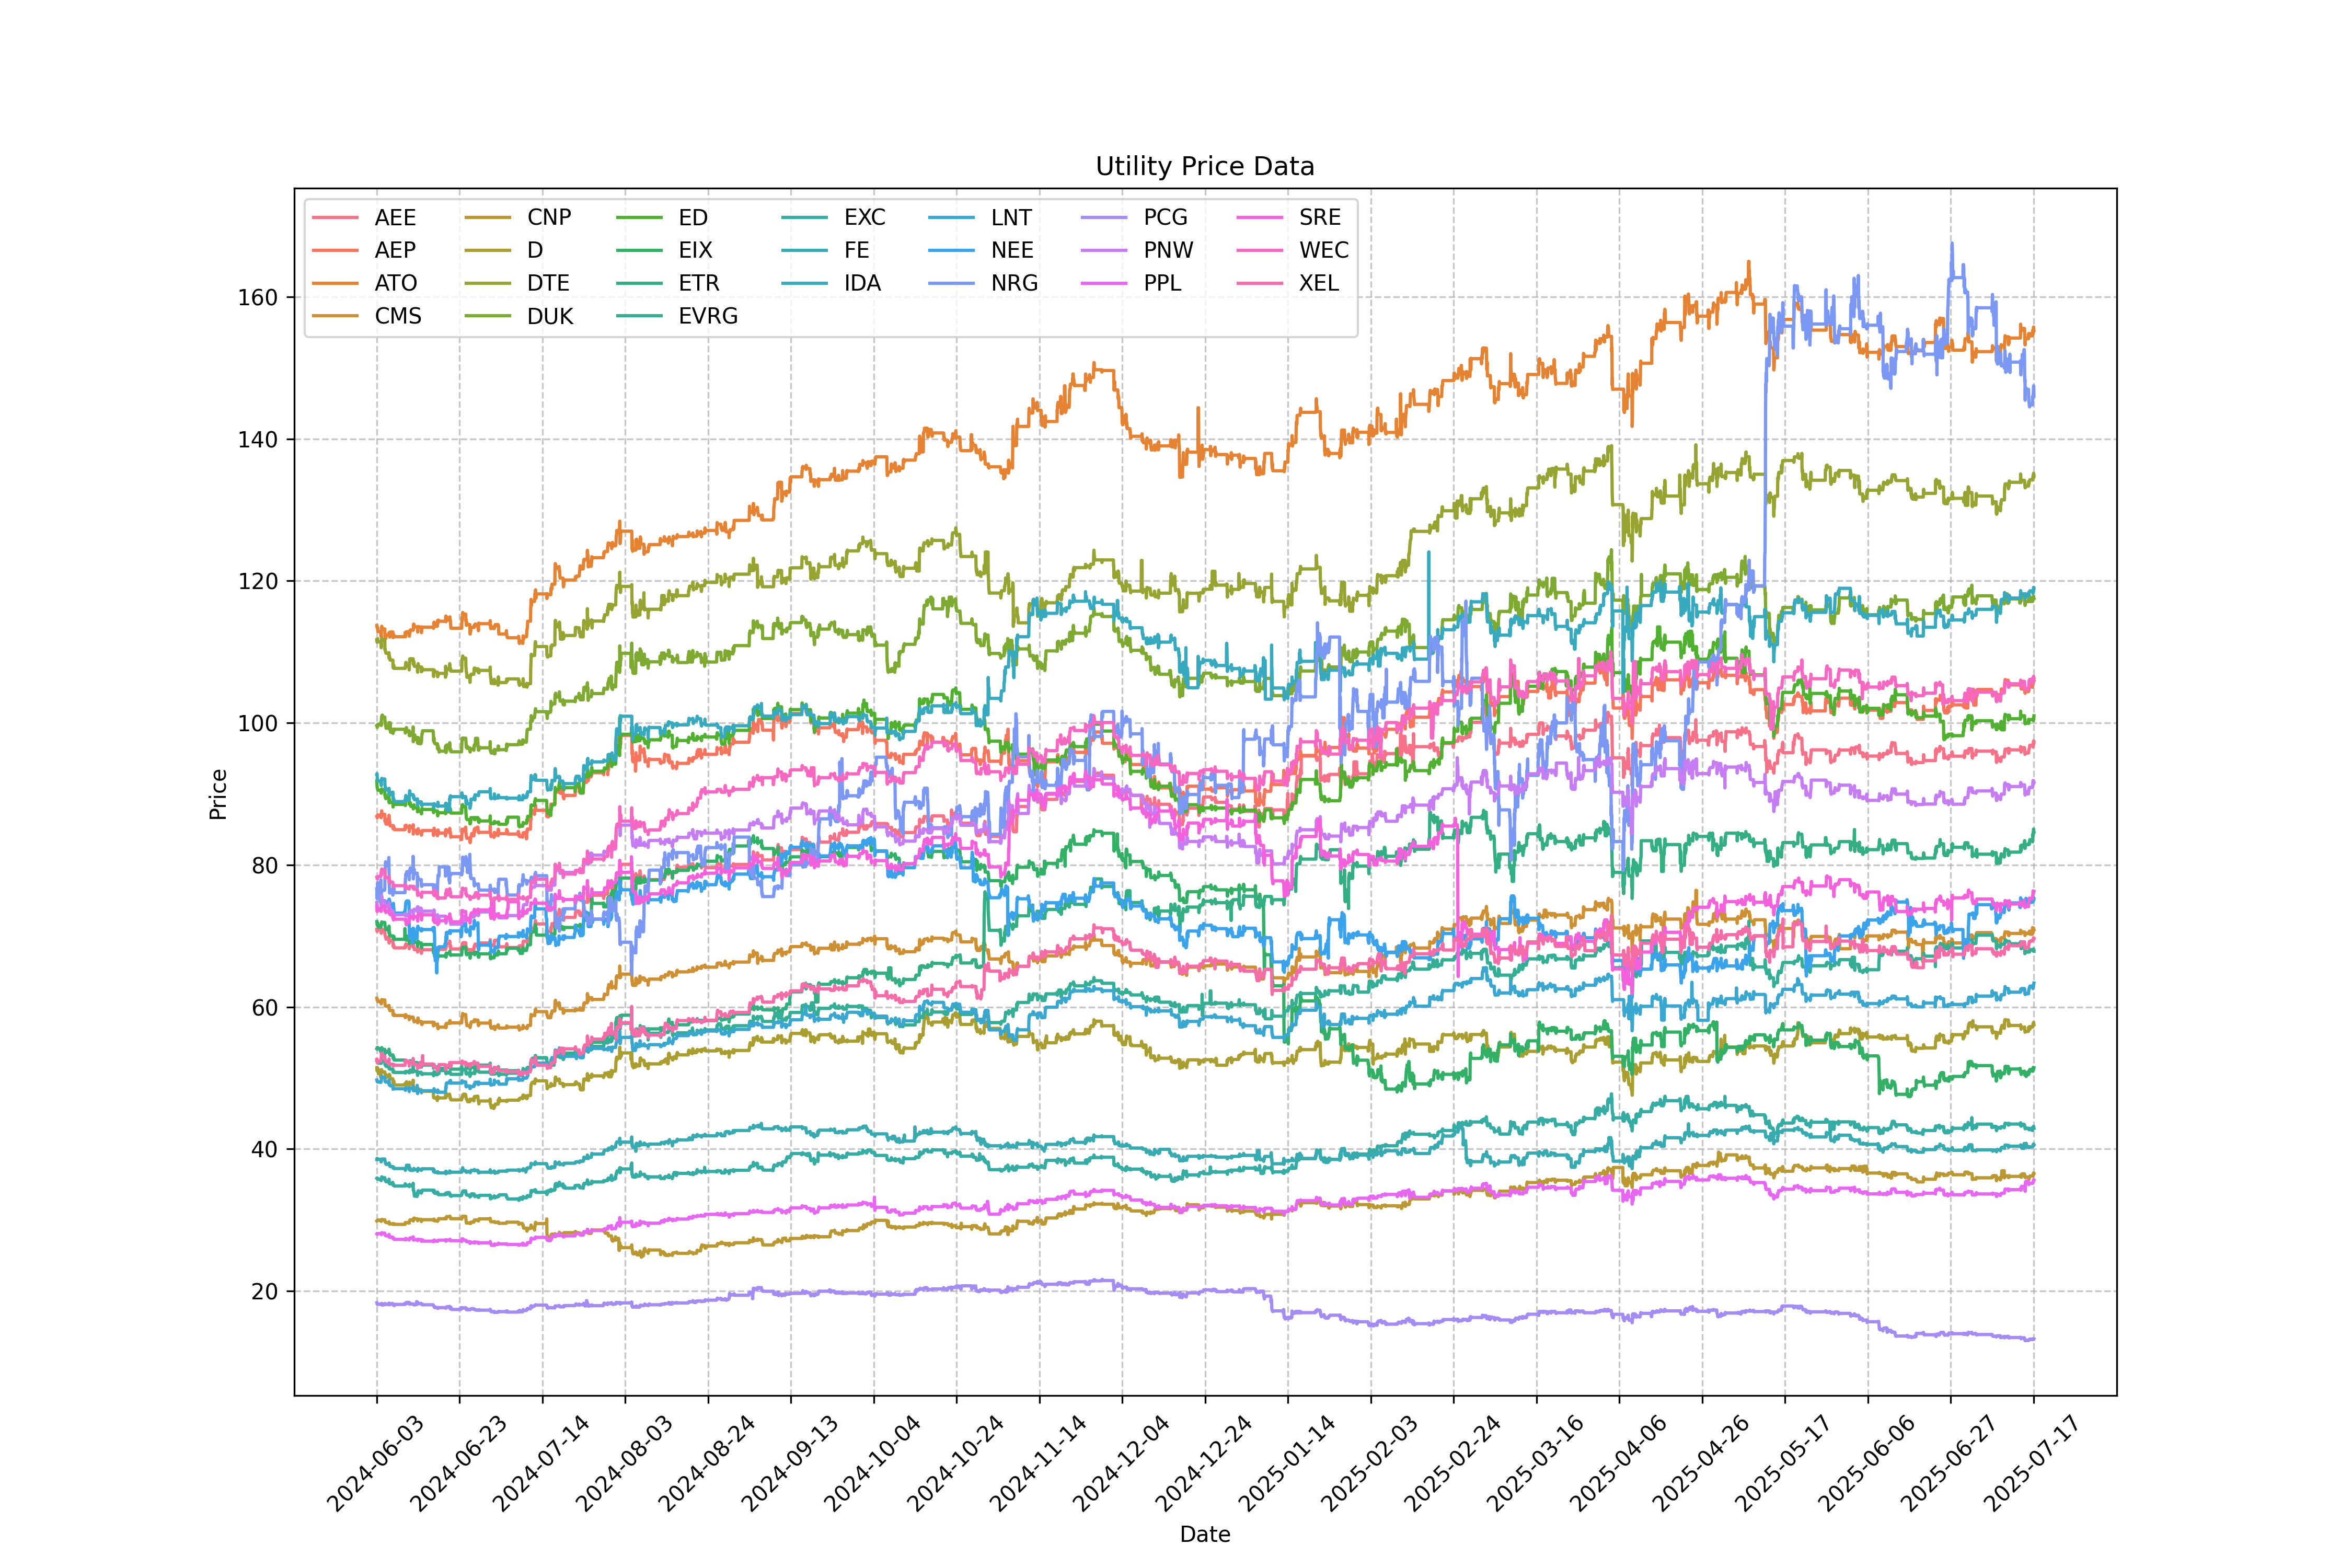 Utility Price Data
AEE CNP ED EXC LNT PCG SRE
AEP D EIX FE NEE PNW WEC
ATO DTE ETR IDA NRG PPL XEL
CMS DUK EVRG
Price
160
140
120
100
80
60
40
20
2024-06-03 2024-06-23 2024-07-14 2024-08-03 2024-08-24 2024-09-13 2024-10-04 2024-10-24 2024-11-14 2024-12-04 2024-12-24 2025-01-14 2025-02-03 2025-02-24 2025-03-16 2025-04-06 2025-04-26 2025-05-17 2025-06-06 2025-06-27 2025-07-17
Date